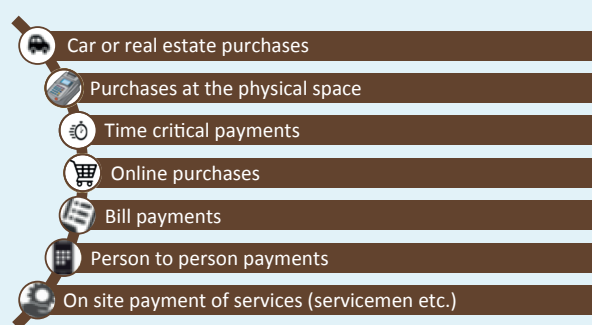 Car or real estate purchases
Purchases at the physical space
Time critical payments
Online purchases
Bill payments
Person to person payments
On site payment of services (servicemen etc.)